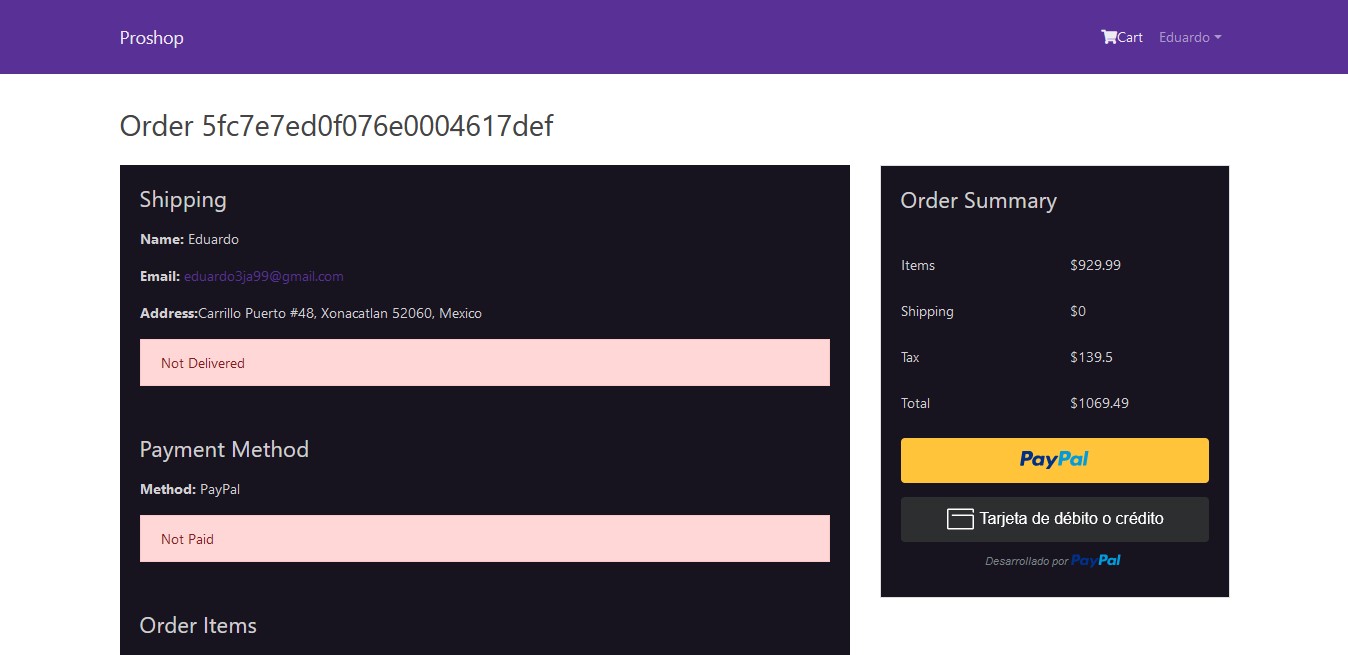 Proshop
Cart
Eduardo
Order 5fc7e7ed0f076e0004617def
Shipping
Name: Eduardo
Email: eduardo3ja99@gmail.com
Address:Carrillo Puerto #48, Xonacatlan 52060, Mexico
Not Delivered
Payment Method
Method: PayPal
Not Paid
Order Items
Order Summary
Items $929.99
Shipping $0
Tax $139.5
Total $1069.49
PayPal
Tarjeta de débito o crédito
Desarrollado por PayPal